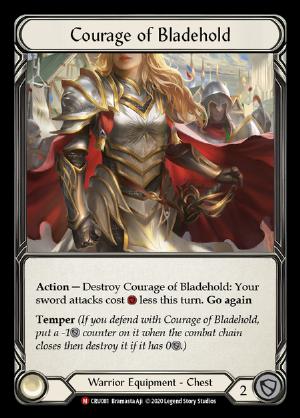 Courage of Bladehold
Action — Destroy Courage of Bladehold: Your
sword attacks cost less this turn. Go again
Temper (If you defend with Courage of Bladehold,
put a -1 counter on it when the combat chain
closes then destroy it if it has 0.)
Warrior Equipment - Chest
2
M CRU081 Bramasta Aji © 2020 Legend Story Studios